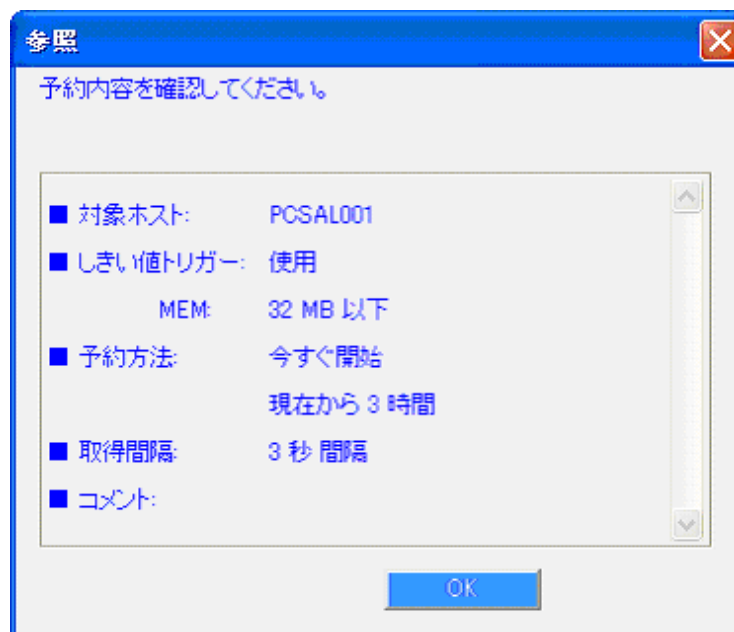 参照
予約内容を確認してください。
■ 対象ホスト: PCSAL001
■ しきい値トリガー: 使用
MEM: 32 MB 以下
■ 予約方法: 今すぐ開始
現在から 3 時間
■ 取得間隔: 3 秒 間隔
■ コメント:
OK